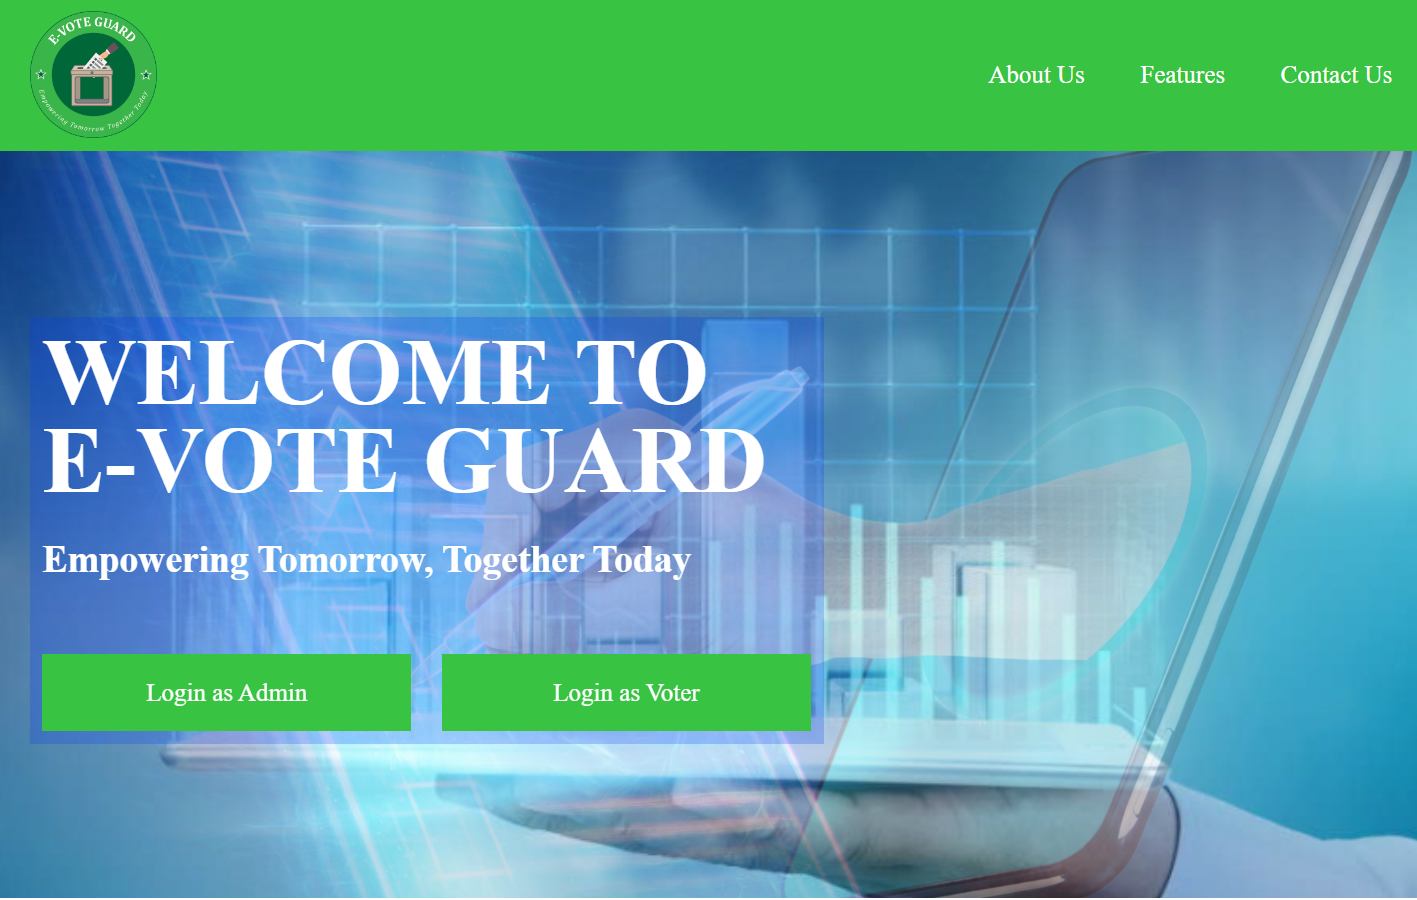 E-VOTE GUARD
Empowering Tomorrow Together Today
About Us
Features
Contact Us
WELCOME TO
E-VOTE GUARD
Empowering Tomorrow, Together Today
Login as Admin
Login as Voter